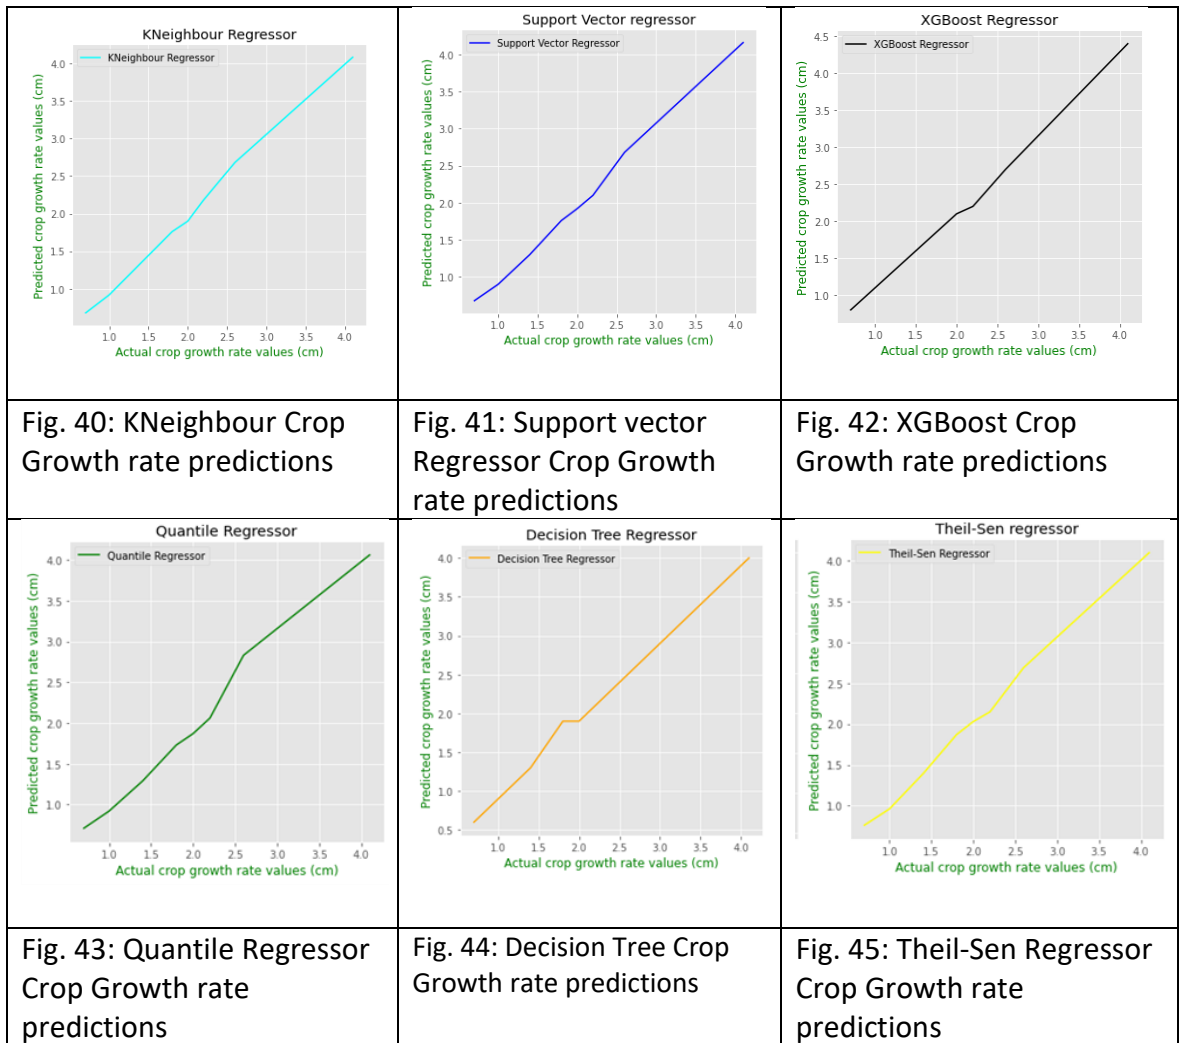 KNeighbour Regressor
KNeighbour Regressor
Predicted crop growth rate values (cm)
4.0
3.5
3.0
2.5
2.0
1.5
1.0
1.0 1.5 2.0 2.5 3.0 3.5 4.0
Actual crop growth rate values (cm)
Support Vector regressor
Support Vector Regressor
Predicted crop growth rate values (cm)
4.0
3.5
3.0
2.5
2.0
1.5
1.0
1.0 1.5 2.0 2.5 3.0 3.5 4.0
Actual crop growth rate values (cm)
XGBoost Regressor
XGBoost Regressor
Predicted crop growth rate values (cm)
4.5
4.0
3.5
3.0
2.5
2.0
1.5
1.0
1.0 1.5 2.0 2.5 3.0 3.5 4.0
Actual crop growth rate values (cm)
Fig. 40: KNeighbour Crop
Growth rate predictions
Fig. 41: Support vector
Regressor Crop Growth
rate predictions
Fig. 42: XGBoost Crop
Growth rate predictions
Quantile Regressor
Quantile Regressor
Predicted crop growth rate values (cm)
4.0
3.5
3.0
2.5
2.0
1.5
1.0
1.0 1.5 2.0 2.5 3.0 3.5 4.0
Actual crop growth rate values (cm)
Decision Tree Regressor
Decision Tree Regressor
Predicted crop growth rate values (cm)
4.0
3.5
3.0
2.5
2.0
1.5
1.0
0.5
1.0 1.5 2.0 2.5 3.0 3.5 4.0
Actual crop growth rate values (cm)
Theil-Sen regressor
Theil-Sen Regressor
Predicted crop growth rate values (cm)
4.0
3.5
3.0
2.5
2.0
1.5
1.0
1.0 1.5 2.0 2.5 3.0 3.5 4.0
Actual crop growth rate values (cm)
Fig. 43: Quantile Regressor
Crop Growth rate
predictions
Fig. 44: Decision Tree Crop
Growth rate predictions
Fig. 45: Theil-Sen Regressor
Crop Growth rate
predictions